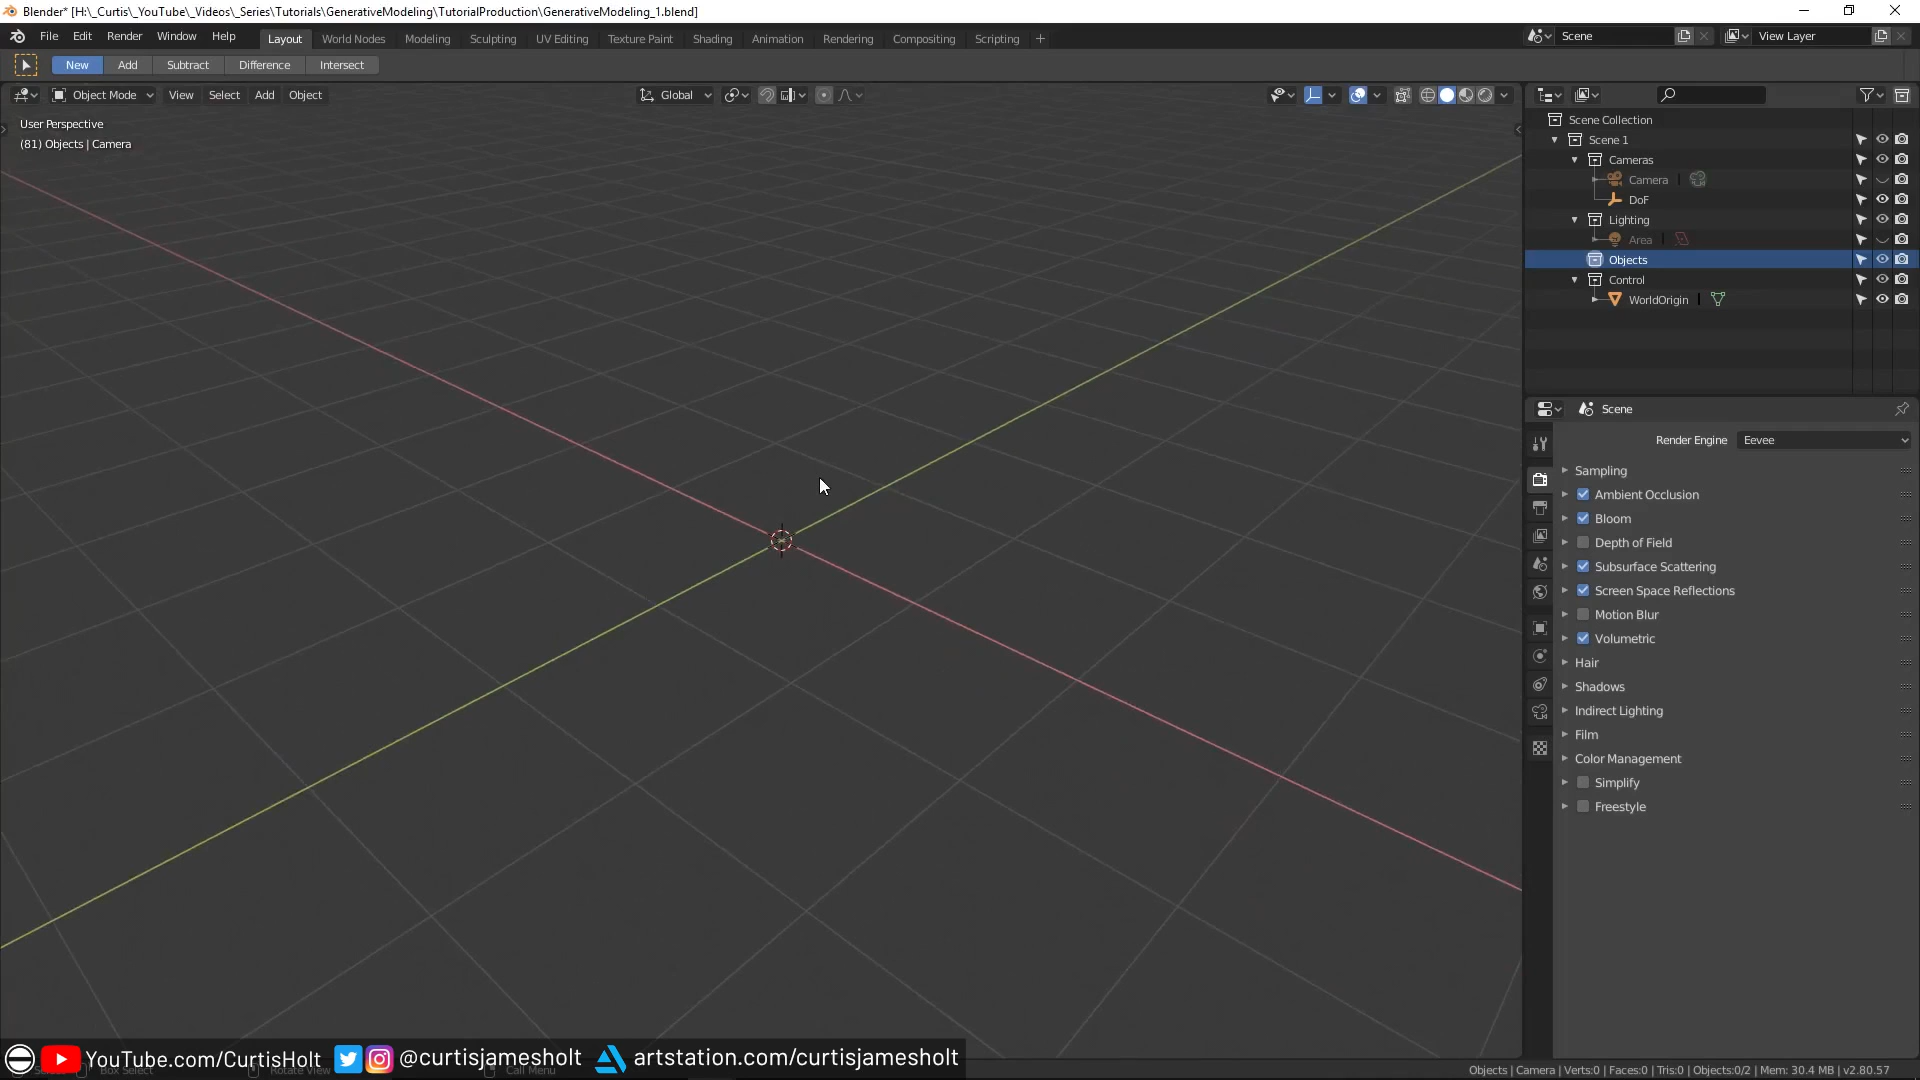 Blender* [H:\_Curtis\_YouTube\_Videos\_Series\Tutorials\GenerativeModeling\TutorialProduction\GenerativeModeling_1.blend]
File Edit Render Window Help Layout World Nodes Modeling Sculpting UV Editing Texture Paint Shading Animation Rendering Compositing Scripting + Scene View Layer
New Add Subtract Difference Intersect
Object Mode View Select Add Object Global
User Perspective
(81) Objects | Camera
Scene Collection
Scene 1
Cameras
Camera
DoF
Lighting
Area
Objects
Control
WorldOrigin
Scene
Render Engine Eevee
Sampling
Ambient Occlusion
Bloom
Depth of Field
Subsurface Scattering
Screen Space Reflections
Motion Blur
Volumetric
Hair
Shadows
Indirect Lighting
Film
Color Management
Simplify
Freestyle
YouTube.com/CurtisHolt @curtisjamesholt artstation.com/curtisjamesholt
Box Select Rotate View Call Menu
Objects | Camera | Verts:0 | Faces:0 | Tris:0 | Objects:0/2 | Mem: 30.4 MB | v2.80.57